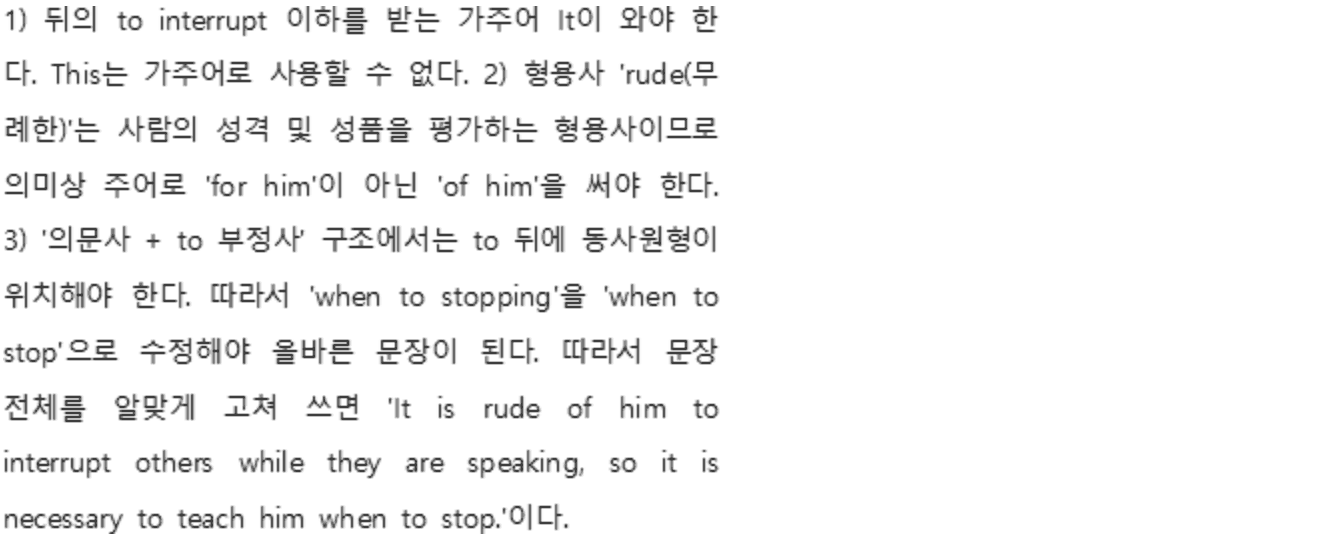 1) 뒤의 to interrupt 이하를 받는 가주어 It이 와야 한
다. This는 가주어로 사용할 수 없다. 2) 형용사 'rude(무
례한)'는 사람의 성격 및 성품을 평가하는 형용사이므로
의미상 주어로 'for him'이 아닌 'of him'을 써야 한다.
3) '의문사 + to 부정사' 구조에서는 to 뒤에 동사원형이
위치해야 한다. 따라서 'when to stopping'을 'when to
stop'으로 수정해야 올바른 문장이 된다. 따라서 문장
전체를 알맞게 고쳐 쓰면 'It is rude of him to
interrupt others while they are speaking, so it is
necessary to teach him when to stop.'이다.